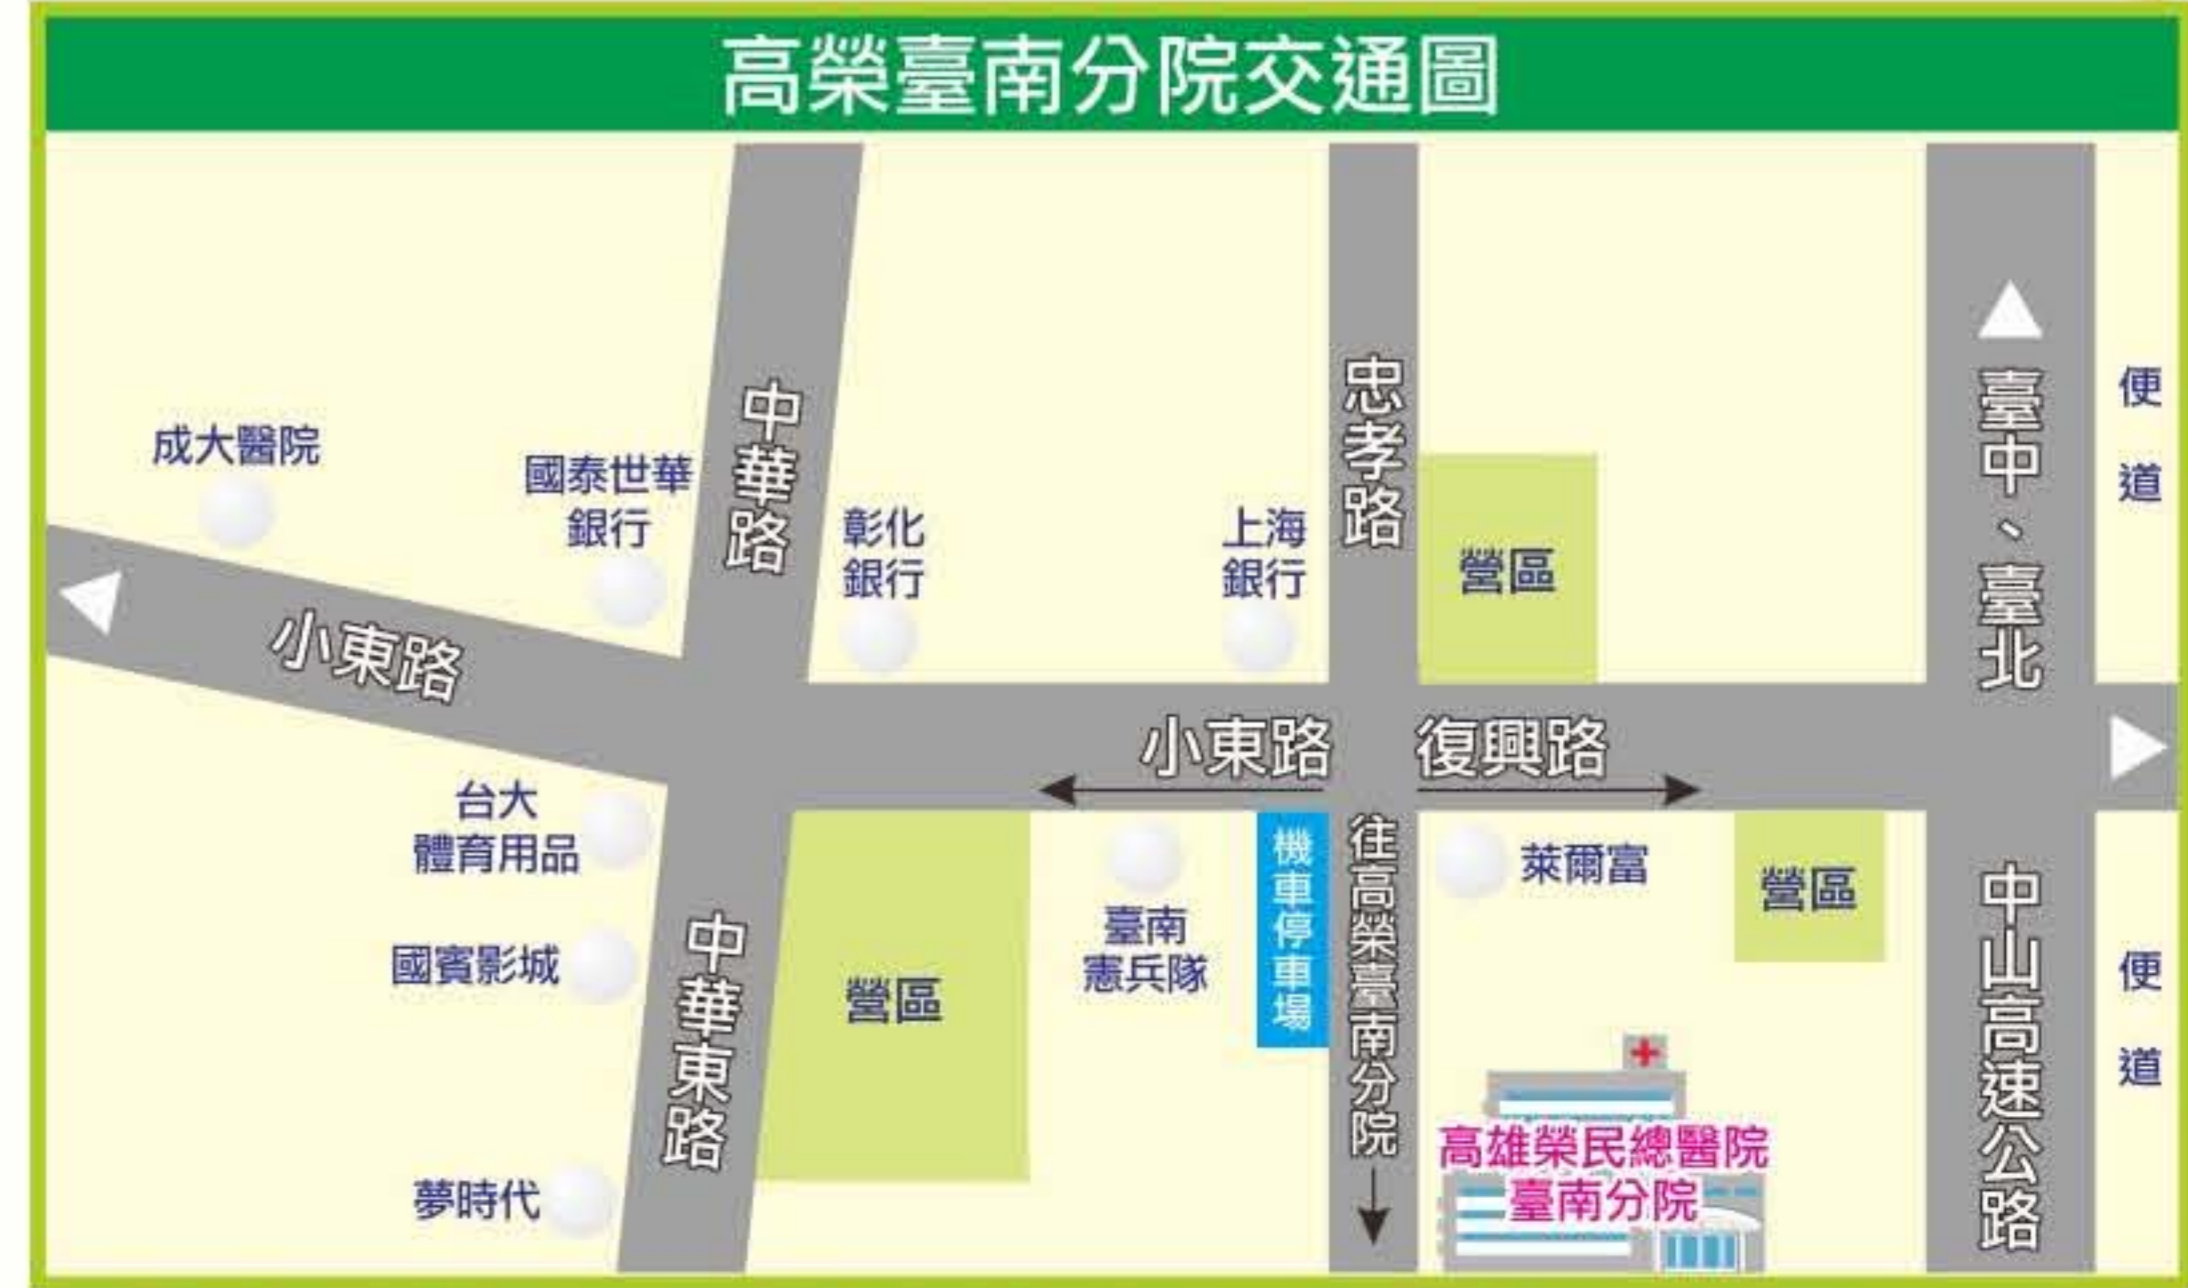 高榮臺南分院交通圖
成大醫院
國泰世華
銀行
中華路
彰化
銀行
上海
銀行
忠孝路
營區
臺中、臺北
便道
小東路
小東路
復興路
台大
體育用品
國賓影城
夢時代
中華東路
營區
臺南
憲兵隊
機車停車場
往高榮臺南分院
萊爾富
營區
高雄榮民總醫院
臺南分院
中山高速公路
便道